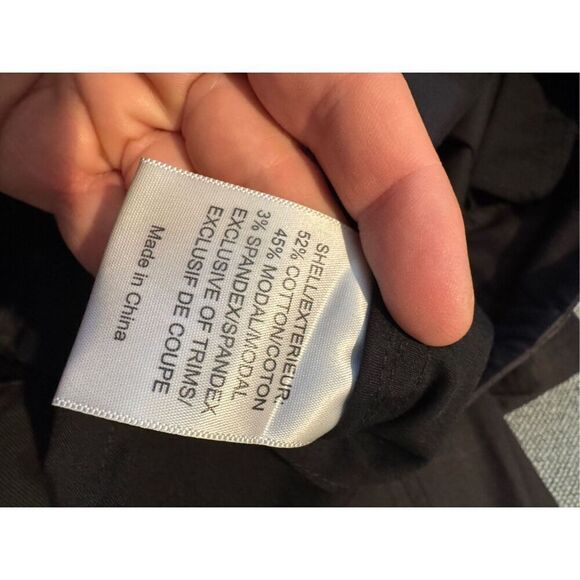 SHELL/EXTERIEUR:
52% COTTON/COTON
45% MODAL/MODAL
3% SPANDEX/SPANDEX
EXCLUSIVE OF TRIMS/
EXCLUSIF DE COUPE
Made in China